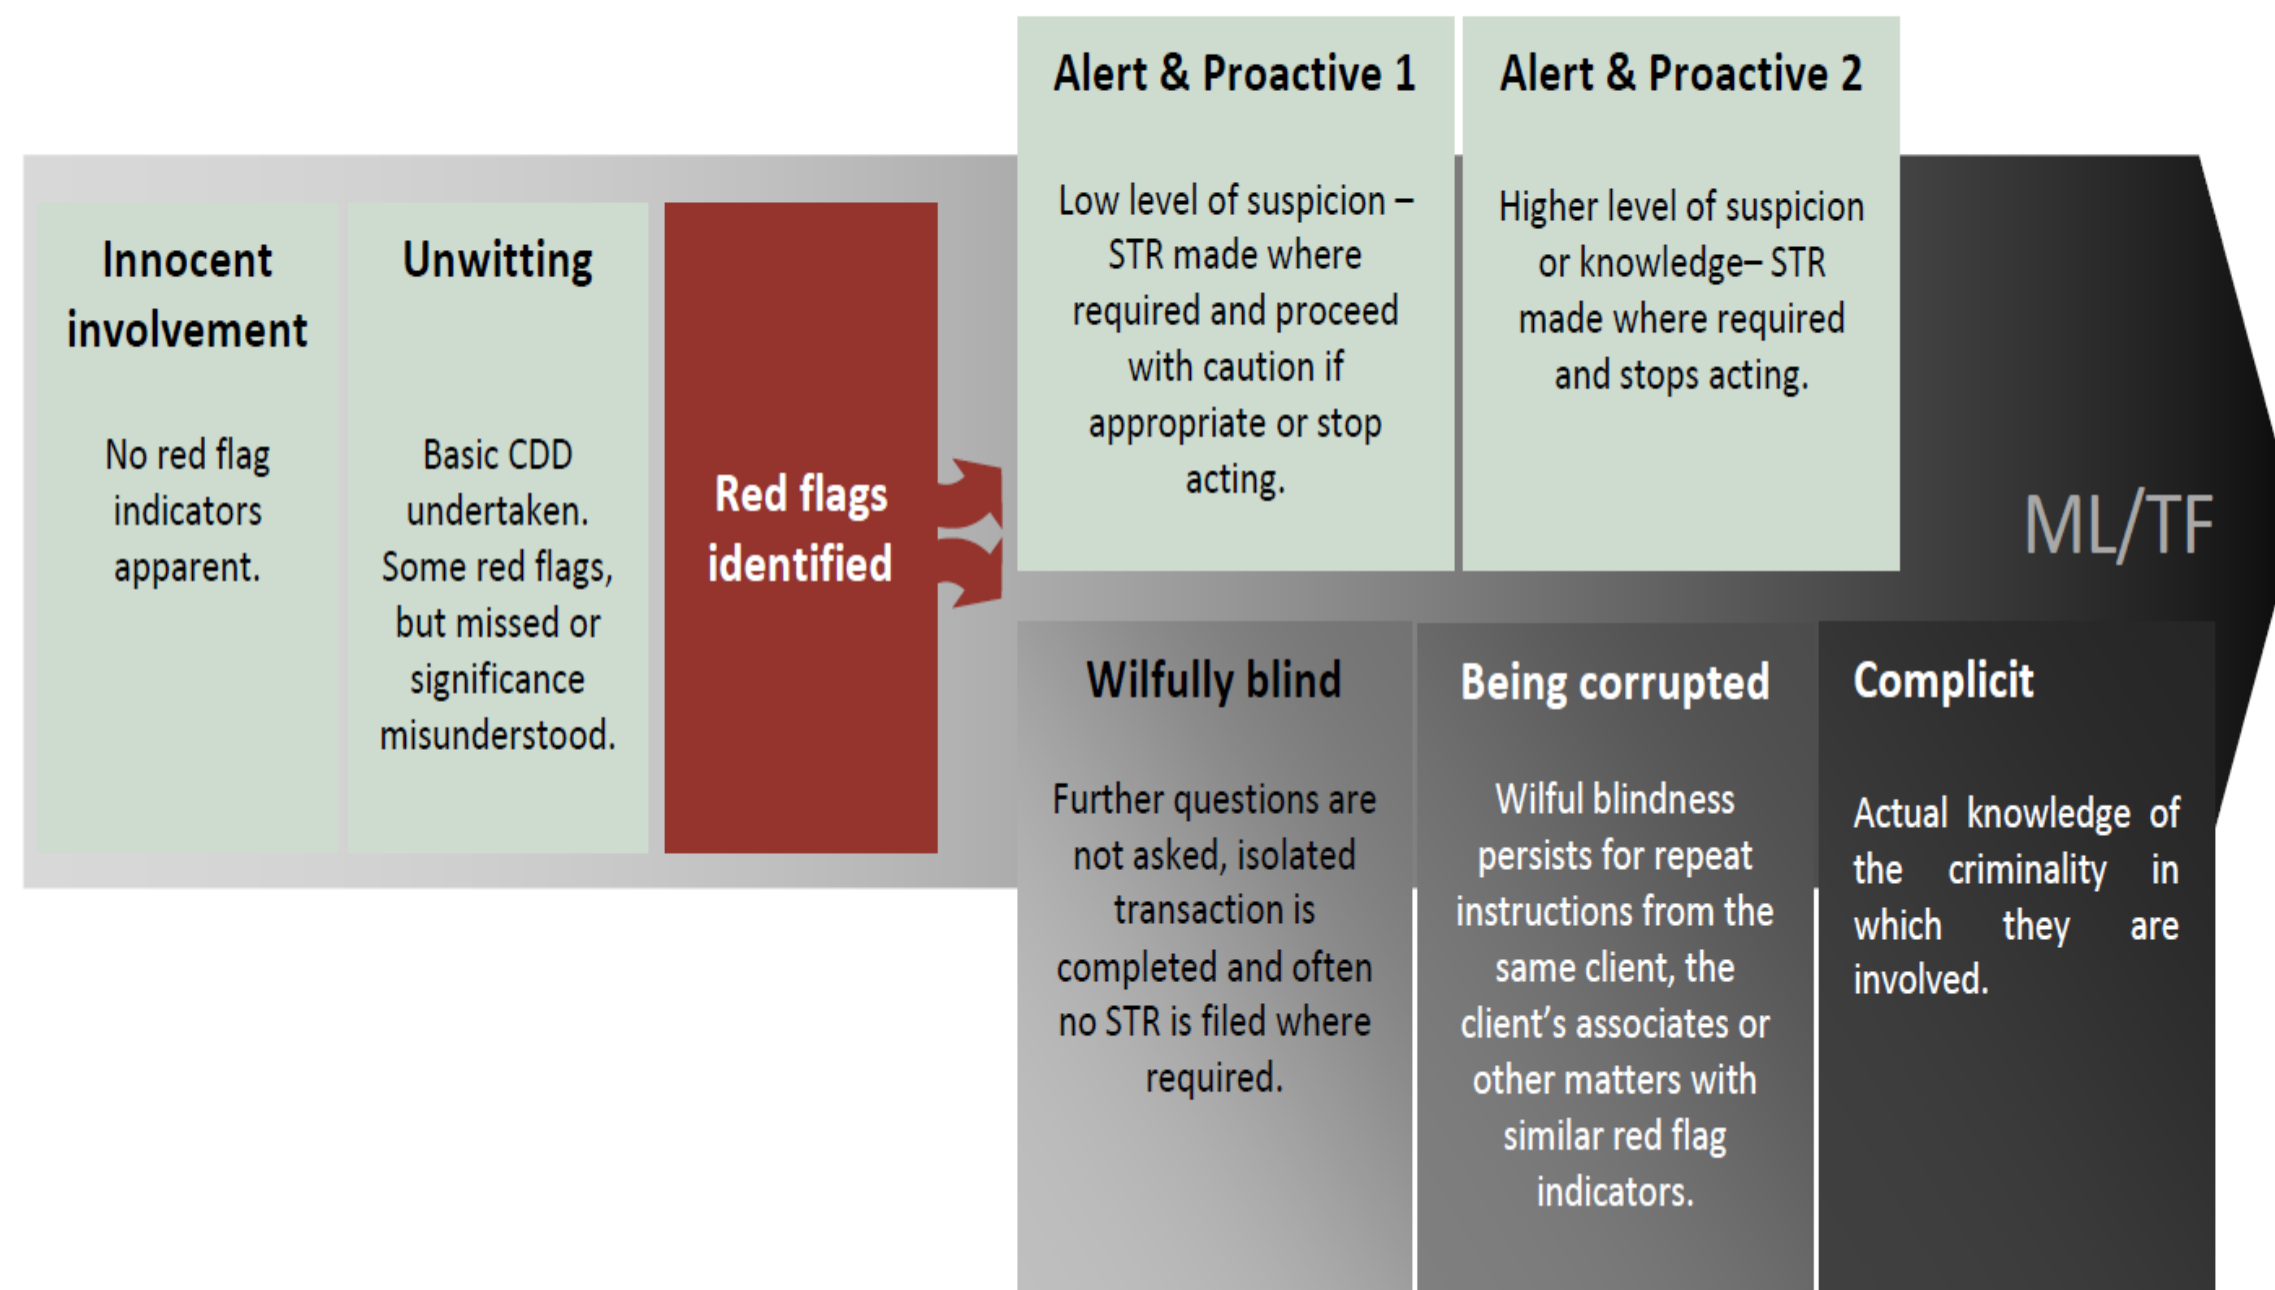 Innocent
involvement
No red flag
indicators
apparent.
Unwitting
Basic CDD
undertaken.
Some red flags,
but missed or
significance
misunderstood.
Red flags
identified
Alert & Proactive 1
Low level of suspicion –
STR made where
required and proceed
with caution if
appropriate or stop
acting.
Alert & Proactive 2
Higher level of suspicion
or knowledge– STR
made where required
and stops acting.
ML/TF
Wilfully blind
Further questions are
not asked, isolated
transaction is
completed and often
no STR is filed where
required.
Being corrupted
Wilful blindness
persists for repeat
instructions from the
same client, the
client’s associates or
other matters with
similar red flag
indicators.
Complicit
Actual knowledge of
the criminality in
which they are
involved.